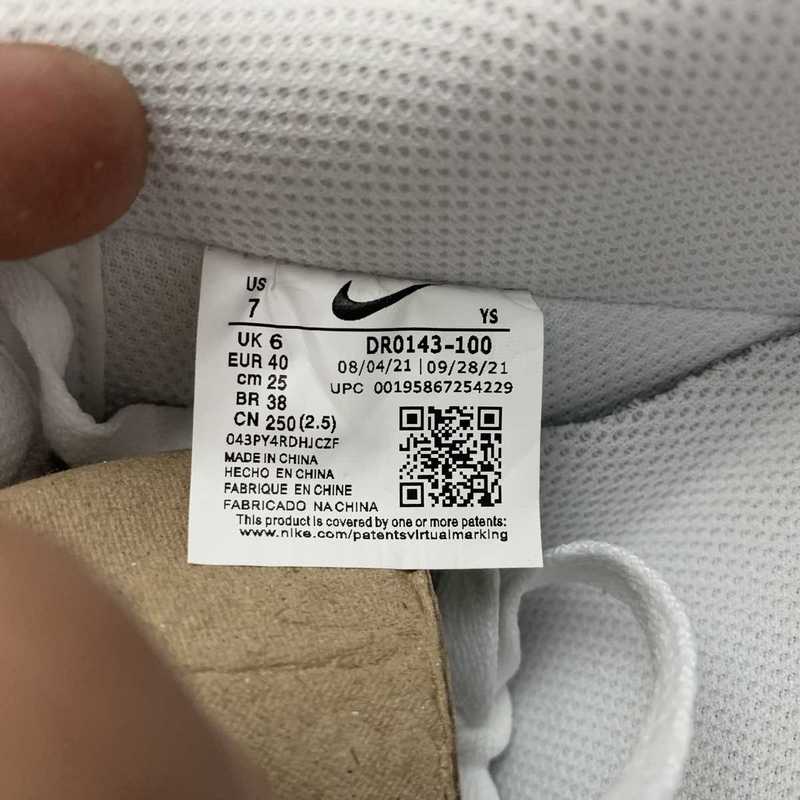 US
7
YS
UK 6
EUR 40
cm 25
BR 38
CN 250 (2.5)
DR0143-100
08/04/21 | 09/28/21
UPC 00195867254229
043PY4RDHJCZF
MADE IN CHINA
HECHO EN CHINA
FABRIQUE EN CHINE
FABRICADO NA CHINA
This product is covered by one or more patents:
www.nike.com/patentsvirtualmarking